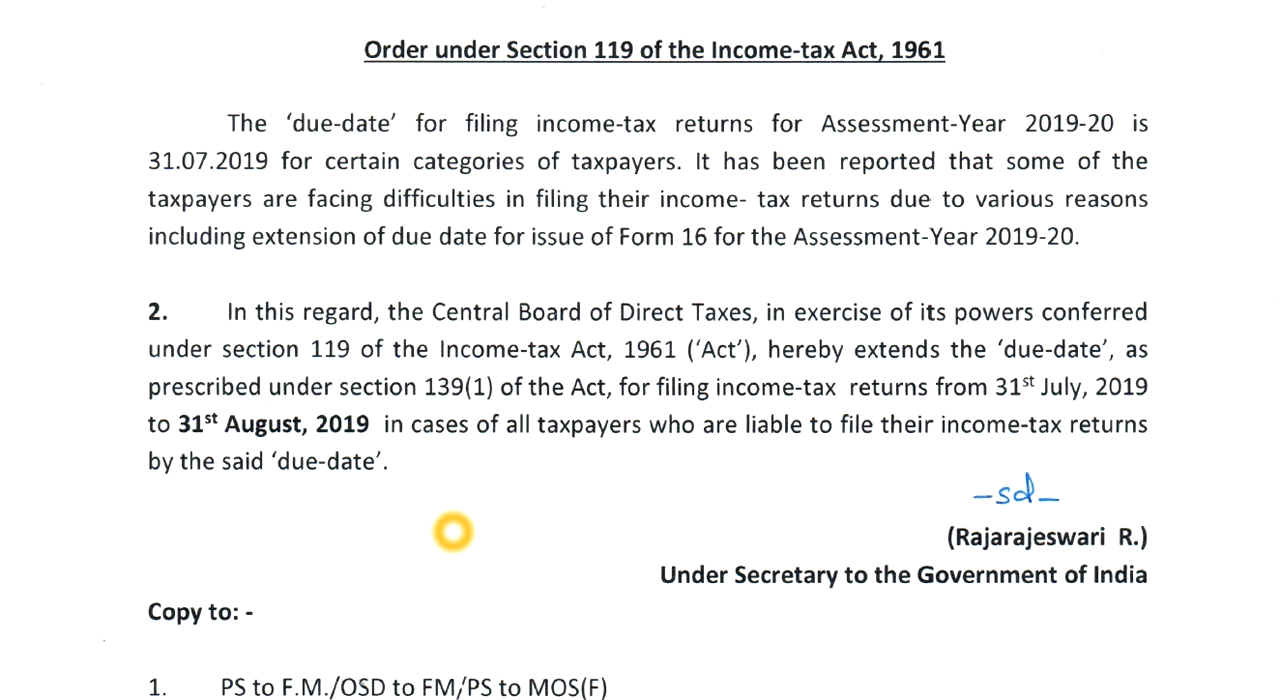 Order under Section 119 of the Income-tax Act, 1961
The ‘due-date’ for filing income-tax returns for Assessment-Year 2019-20 is
31.07.2019 for certain categories of taxpayers. It has been reported that some of the
taxpayers are facing difficulties in filing their income- tax returns due to various reasons
including extension of due date for issue of Form 16 for the Assessment-Year 2019-20.
2. In this regard, the Central Board of Direct Taxes, in exercise of its powers conferred
under section 119 of the Income-tax Act, 1961 (‘Act’), hereby extends the ‘due-date’, as
prescribed under section 139(1) of the Act, for filing income-tax returns from 31st July, 2019
to 31st August, 2019 in cases of all taxpayers who are liable to file their income-tax returns
by the said ‘due-date’.
-sd-
(Rajarajeswari R.)
Under Secretary to the Government of India
Copy to: -
1. PS to F.M./OSD to FM/PS to MOS(F)